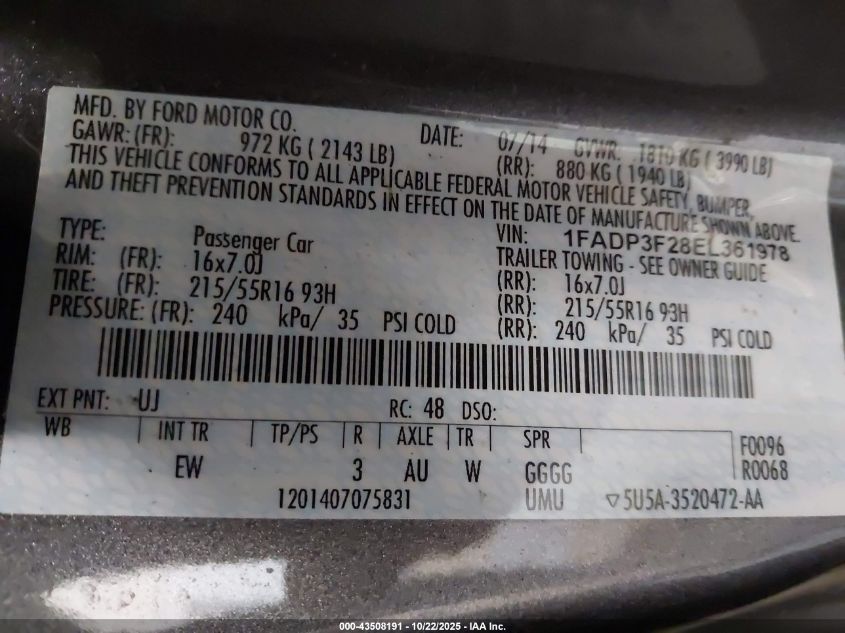 MFD. BY FORD MOTOR CO. DATE: 07/14 GVWR: 1810 KG ( 3990 LB)
GAWR: (FR): 972 KG ( 2143 LB) (RR): 880 KG ( 1940 LB)
THIS VEHICLE CONFORMS TO ALL APPLICABLE FEDERAL MOTOR VEHICLE SAFETY, BUMPER,
AND THEFT PREVENTION STANDARDS IN EFFECT ON THE DATE OF MANUFACTURE SHOWN ABOVE.
VIN: 1FADP3F28EL361978
TYPE: Passenger Car TRAILER TOWING - SEE OWNER GUIDE
RIM: (FR): 16x7.0J (RR): 16x7.0J
TIRE: (FR): 215/55R16 93H (RR): 215/55R16 93H
PRESSURE: (FR): 240 kPa/ 35 PSI COLD (RR): 240 kPa/ 35 PSI COLD
EXT PNT: UJ RC: 48 DSO:
WB INT TR TP/PS R AXLE TR SPR F0096
EW 3 AU W GGGG R0068
1201407075831 UMU ▽5U5A-3520472-AA
000-43508191 - 10/22/2025 - IAA Inc.